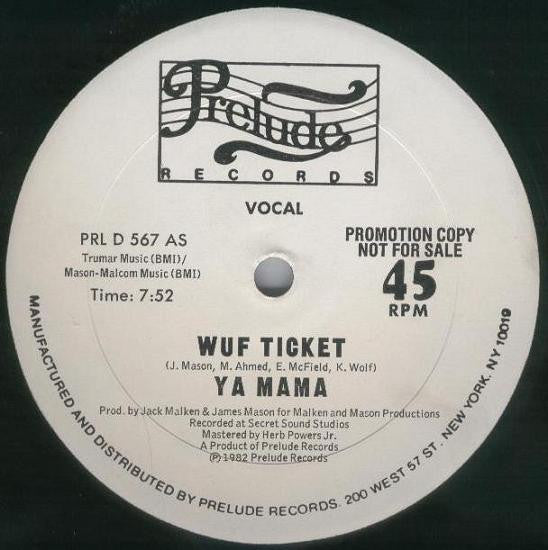 Prelude
RECORDS
VOCAL
PRL D 567 AS
Trumar Music (BMI)/
Mason-Malcom Music (BMI)
Time: 7:52
PROMOTION COPY
NOT FOR SALE
45
RPM
WUF TICKET
(J. Mason, M. Ahmed, E. McField, K. Wolf)
YA MAMA
Prod. by Jack Malken & James Mason for Malken and Mason Productions
Recorded at Secret Sound Studios
Mastered by Herb Powers Jr.
A Product of Prelude Records
Ⓟ1982 Prelude Records
MANUFACTURED AND DISTRIBUTED BY PRELUDE RECORDS. 200 WEST 57 ST. NEW YORK. NY 10019